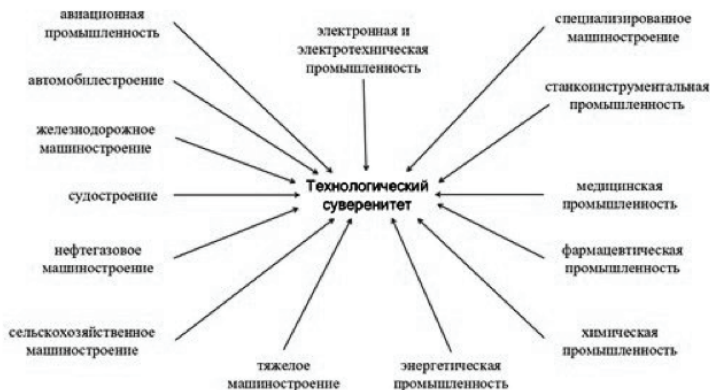 авиационная
промышленность
электронная и
электротехническая
промышленность
специализированное
машиностроение
автомобилестроение
станкоинструментальная
промышленность
железнодорожное
машиностроение
Технологический
суверенитет
судостроение
медицинская
промышленность
нефтегазовое
машиностроение
фармацевтическая
промышленность
сельскохозяйственное
машиностроение
химическая
промышленность
тяжелое
машиностроение
энергетическая
промышленность